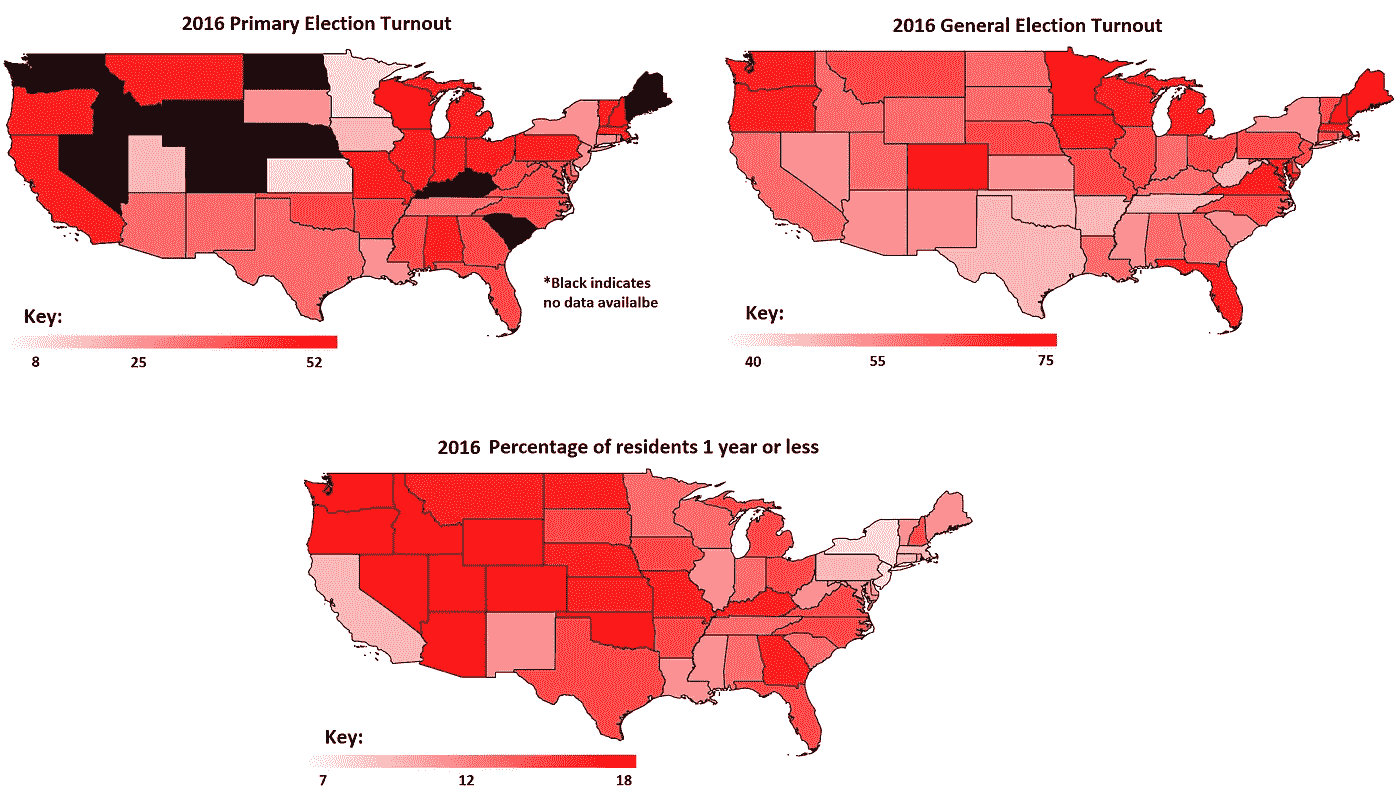 2016 Primary Election Turnout
2016 General Election Turnout
*Black indicates
no data availalbe
Key:
8 25 52
Key:
40 55 75
2016 Percentage of residents 1 year or less
Key:
7 12 18